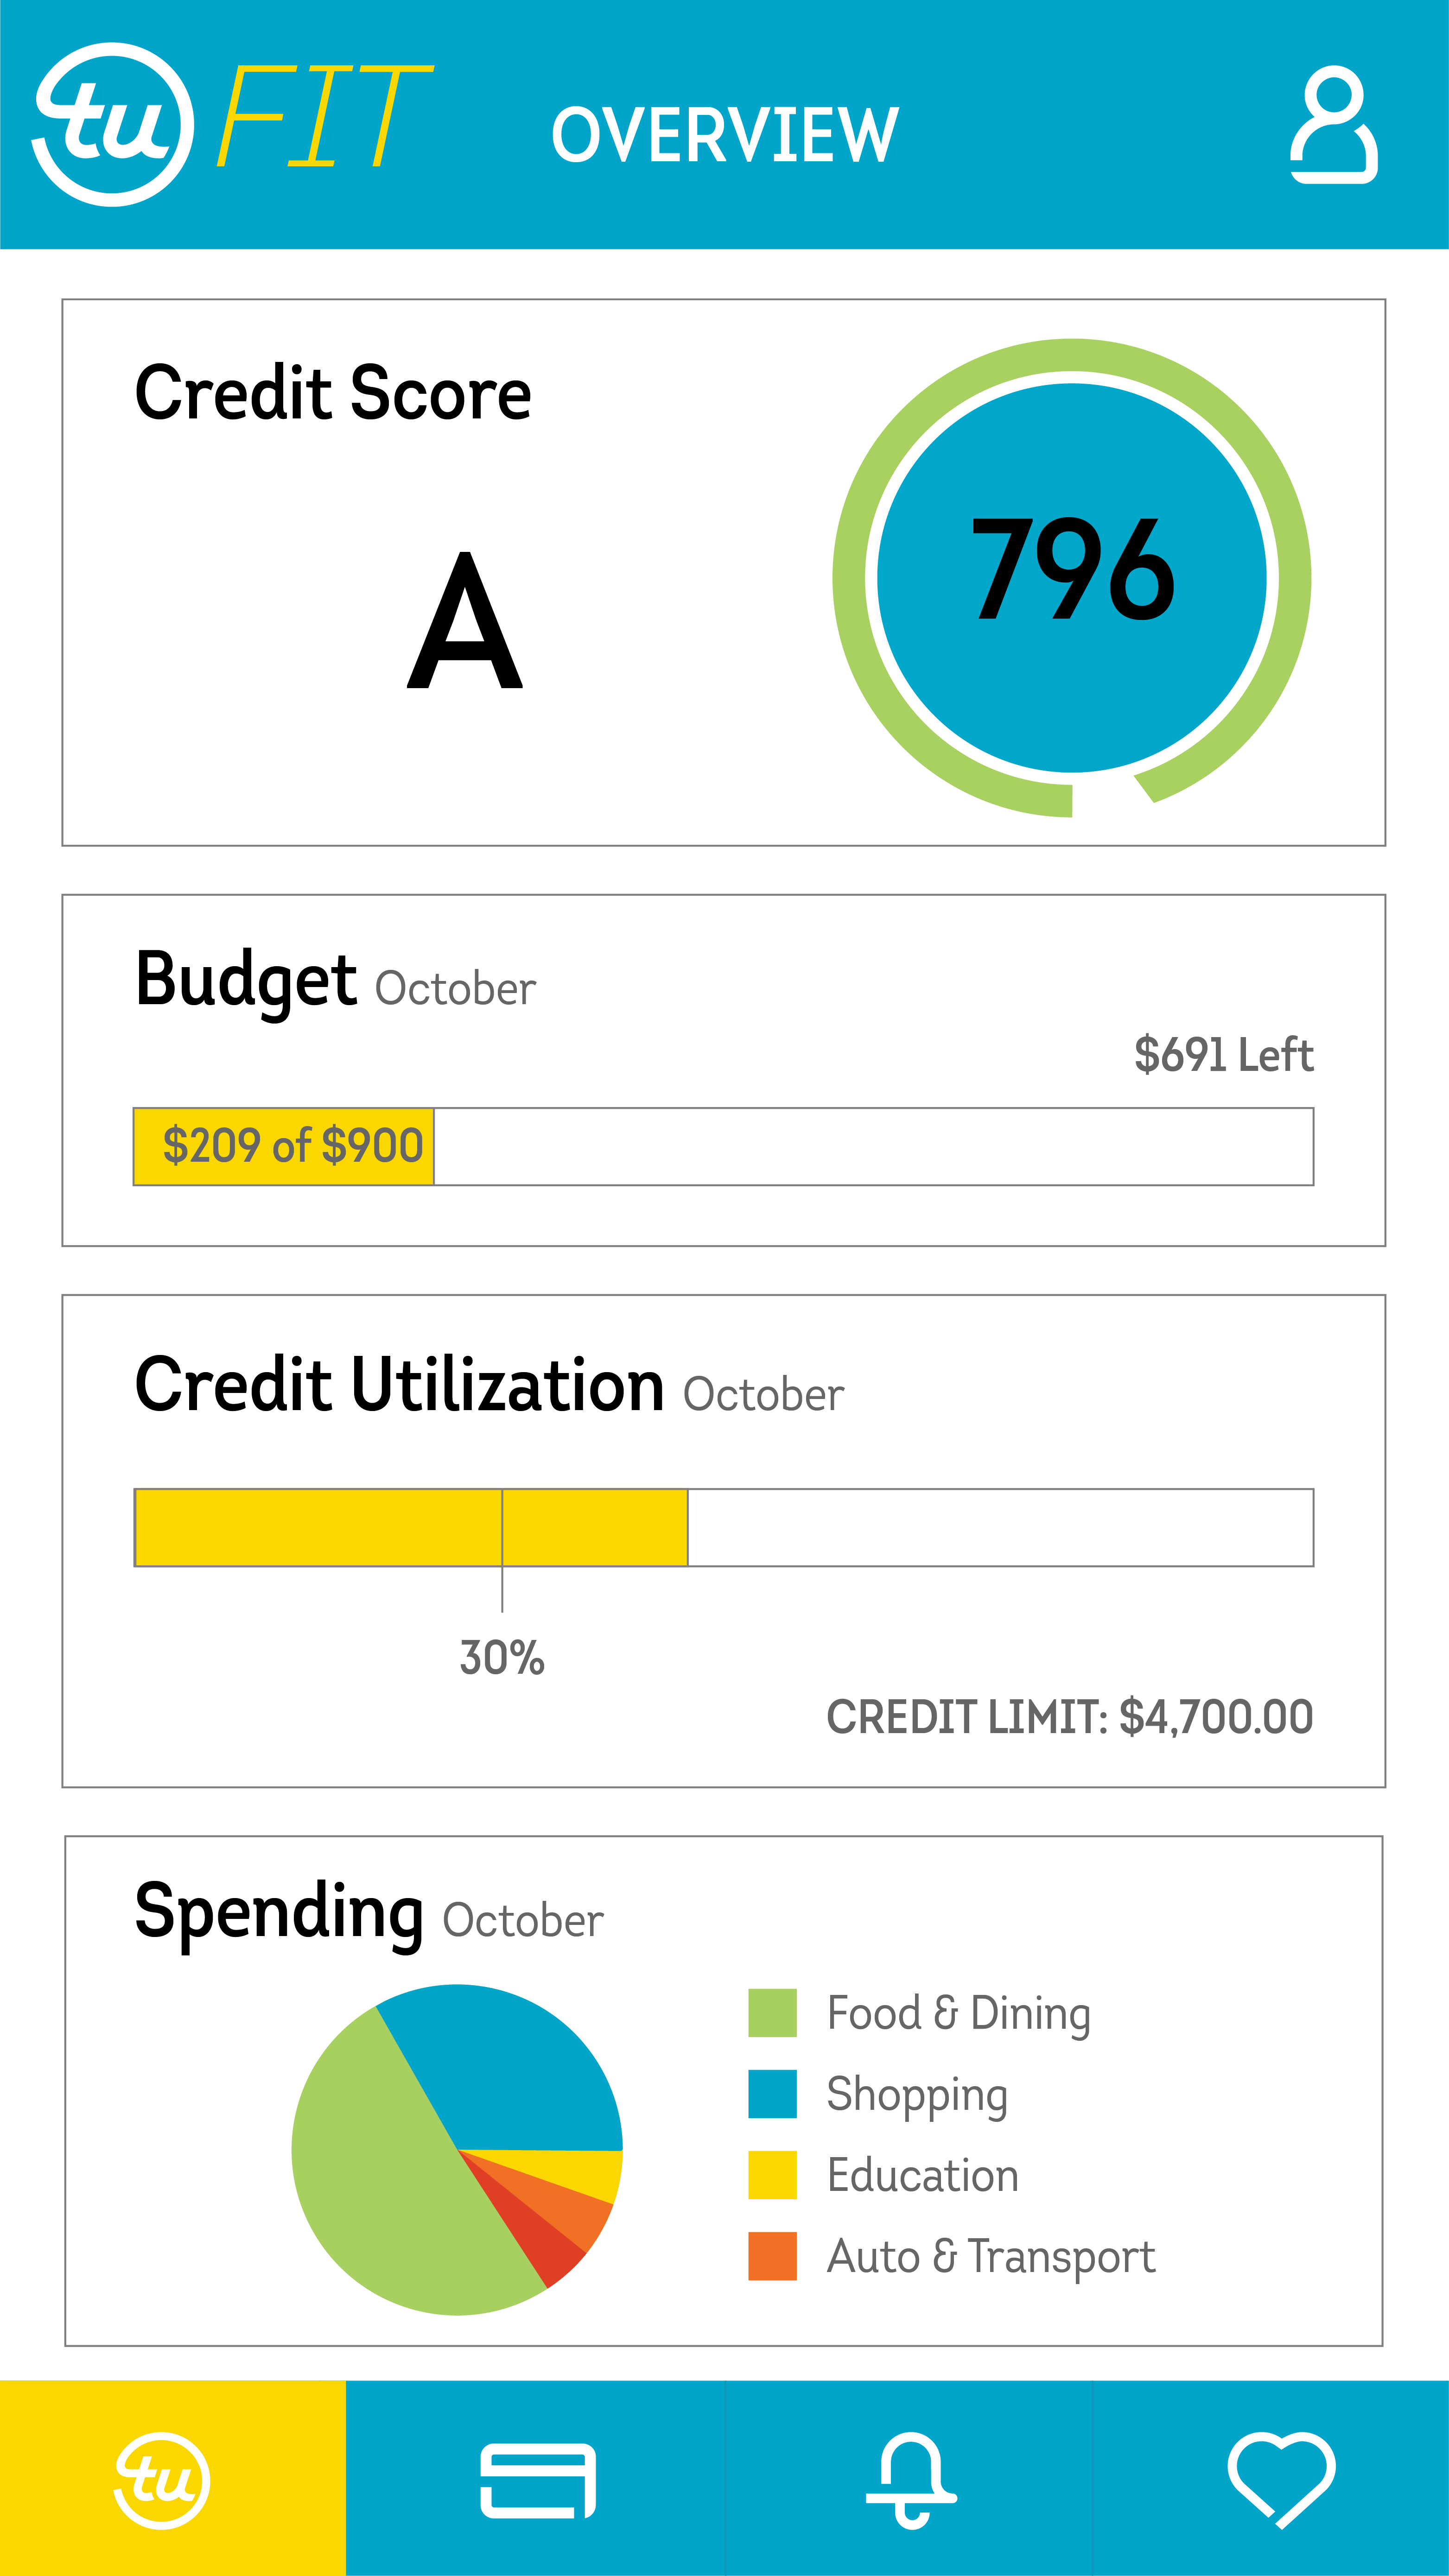 tu FIT OVERVIEW
Credit Score
A
796
Budget October
$691 Left
$209 of $900
Credit Utilization October
30%
CREDIT LIMIT: $4,700.00
Spending October
Food & Dining
Shopping
Education
Auto & Transport
tu